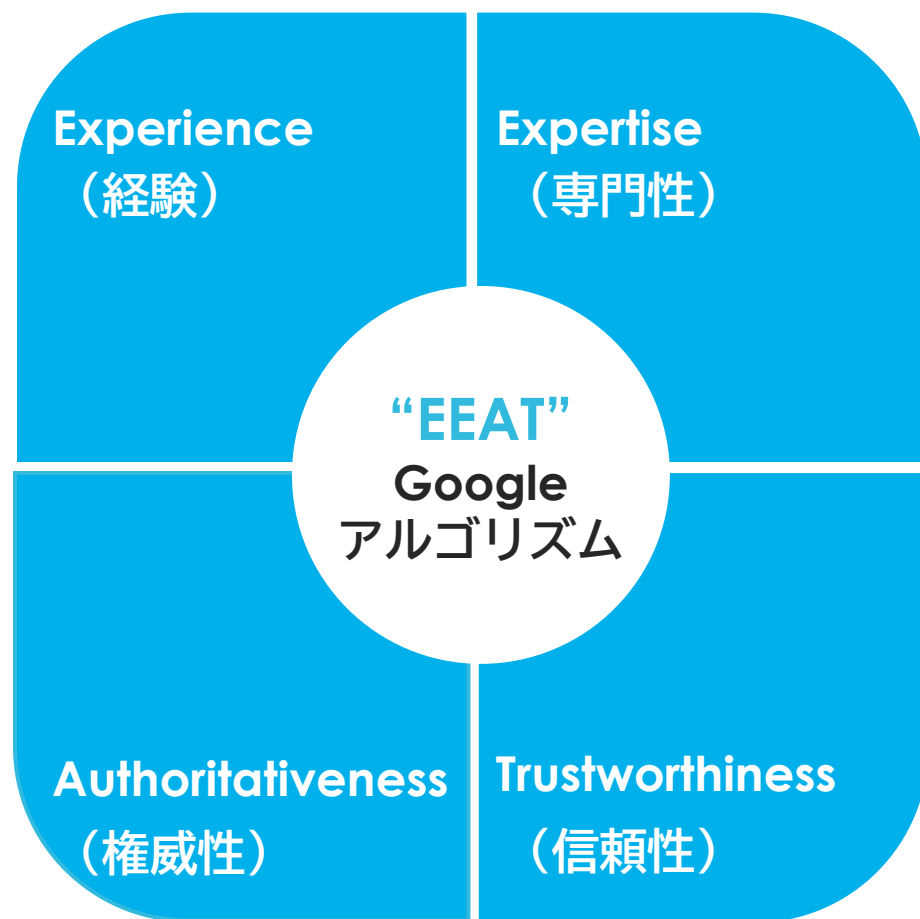 Experience
（経験）
Expertise
（専門性）
“EEAT”
Google
アルゴリズム
Authoritativeness
（権威性）
Trustworthiness
（信頼性）